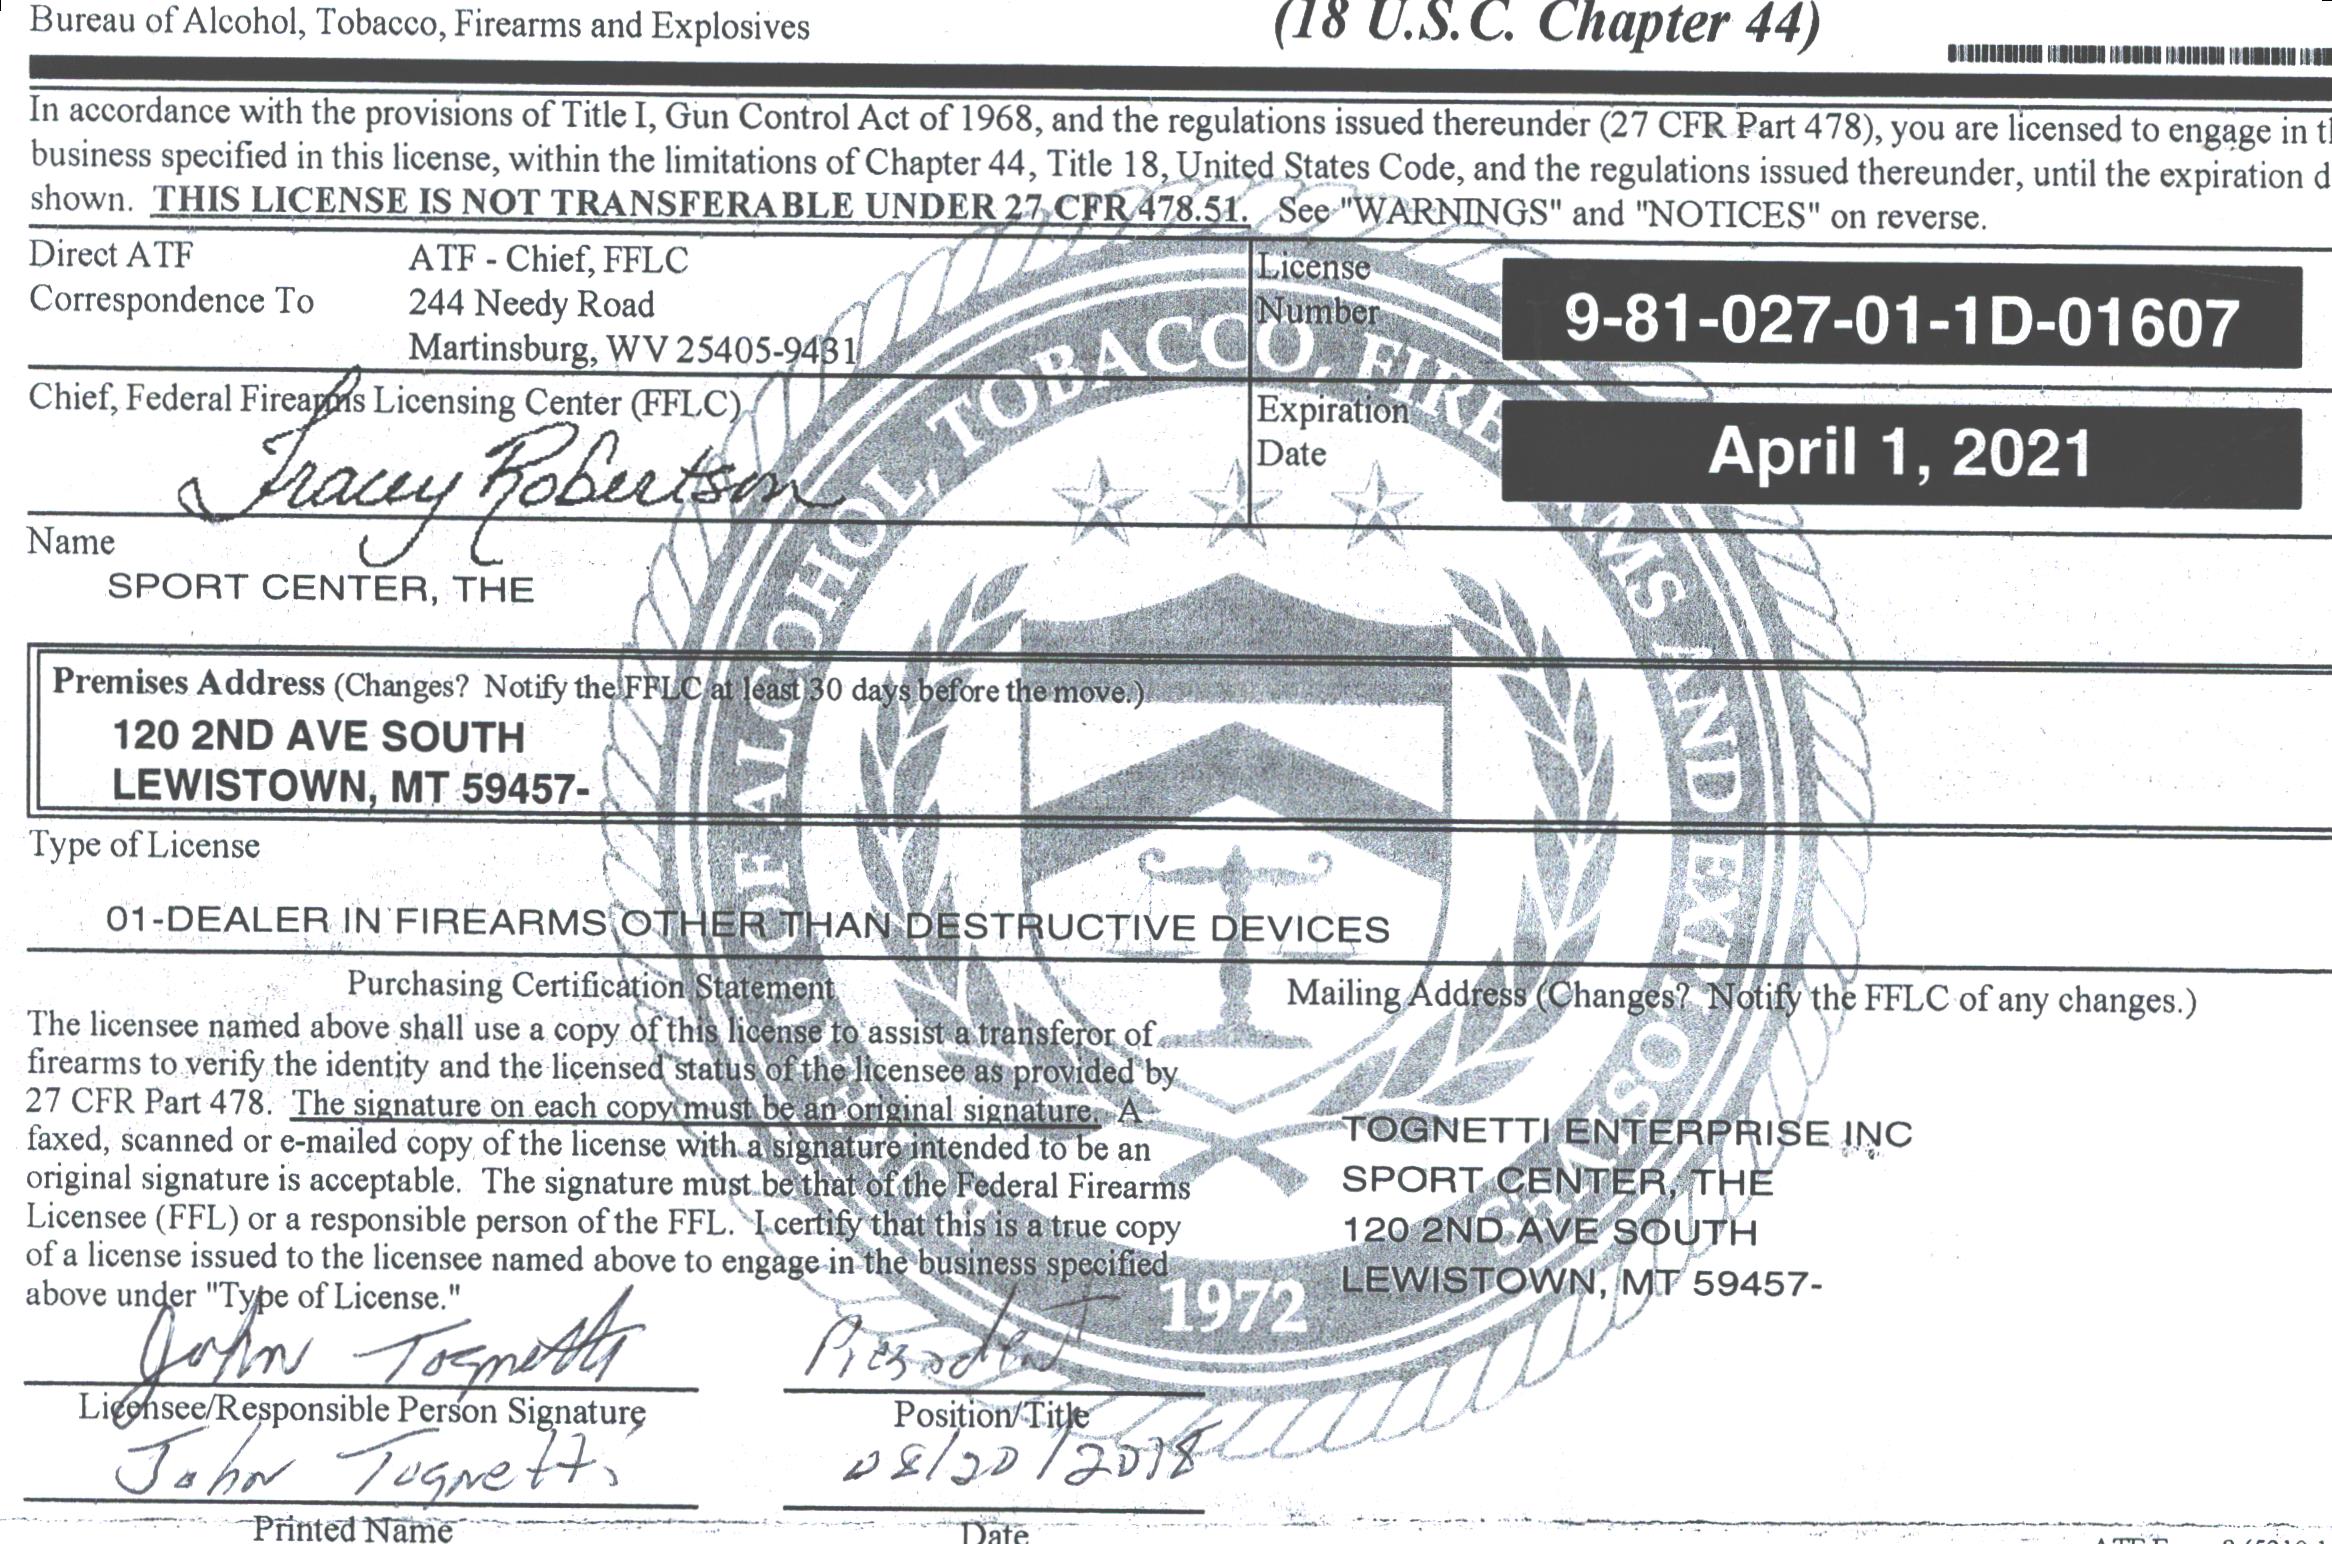 Bureau of Alcohol, Tobacco, Firearms and Explosives
(18 U.S.C. Chapter 44)
In accordance with the provisions of Title I, Gun Control Act of 1968, and the regulations issued thereunder (27 CFR Part 478), you are licensed to engage in
business specified in this license, within the limitations of Chapter 44, Title 18, United States Code, and the regulations issued thereunder, until the expiration
shown. THIS LICENSE IS NOT TRANSFERABLE UNDER 27 CFR 478.51. See "WARNINGS" and "NOTICES" on reverse.
Direct ATF
Correspondence To
ATF - Chief, FFLC
244 Needy Road
Martinsburg, WV 25405-9431
License
Number
9-81-027-01-1D-01607
Chief, Federal Firearms Licensing Center (FFLC)
Tracey Robertson
Expiration
Date
April 1, 2021
Name
SPORT CENTER, THE
Premises Address (Changes? Notify the FFLC at least 30 days before the move.)
120 2ND AVE SOUTH
LEWISTOWN, MT 59457-
Type of License
01-DEALER IN FIREARMS OTHER THAN DESTRUCTIVE DEVICES
Purchasing Certification Statement
The licensee named above shall use a copy of this license to assist a transferor of
firearms to verify the identity and the licensed status of the licensee as provided by
27 CFR Part 478. The signature on each copy must be an original signature. A
faxed, scanned or e-mailed copy of the license with a signature intended to be an
original signature is acceptable. The signature must be that of the Federal Firearms
Licensee (FFL) or a responsible person of the FFL. I certify that this is a true copy
of a license issued to the licensee named above to engage in the business specified
above under "Type of License."
Mailing Address (Changes? Notify the FFLC of any changes.)
TOGNETTI ENTERPRISE INC
SPORT CENTER, THE
120 2ND AVE SOUTH
LEWISTOWN, MT 59457-
John Tognetti
President
Licensee/Responsible Person Signature
Position/Title
John Tognetti
08/20/2018
Printed Name
Date
OF ALCOHOL, TOBACCO, FIREARMS AND EXPLOSIVES
1972